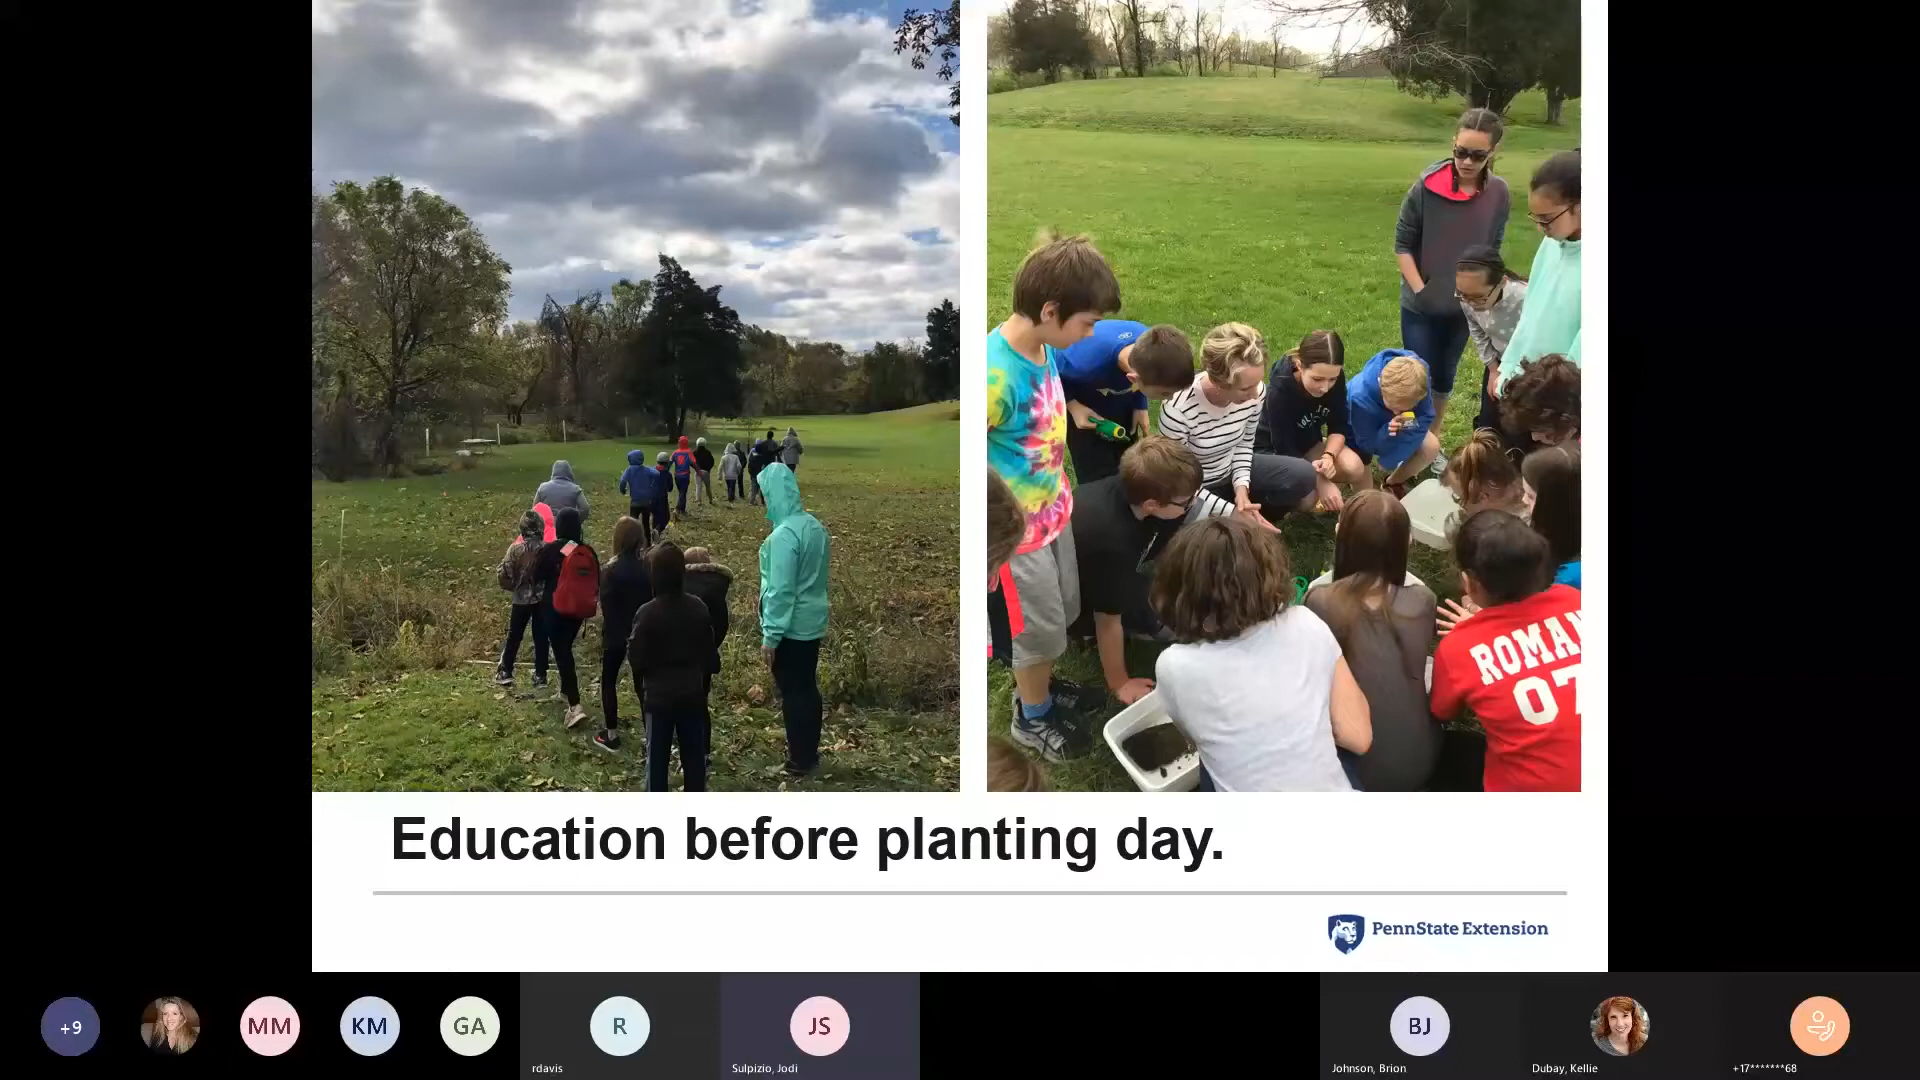 ROMAN
07
Education before planting day.
PennState Extension
+9
MM
KM
GA
R
JS
BJ
rdavis
Sulpizio, Jodi
Johnson, Brion
Dubay, Kellie
+17*******68